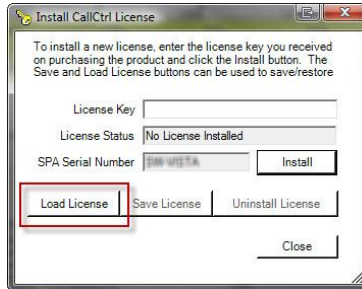 Install CallCtrl License
To install a new license, enter the license key you received
on purchasing the product and click the Install button. The
Save and Load License buttons can be used to save/restore
License Key
License Status No License Installed
SPA Serial Number Install
Load License Save License Uninstall License
Close